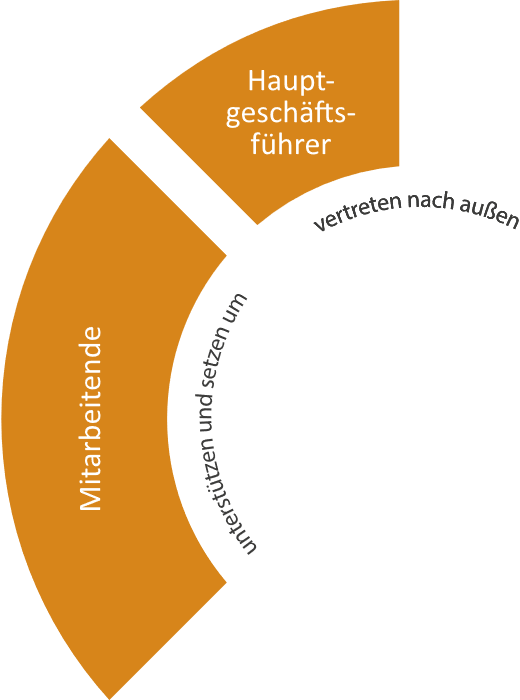 Haupt-
geschäfts-
führer
vertreten nach außen
unterstützen und setzen um
Mitarbeitende